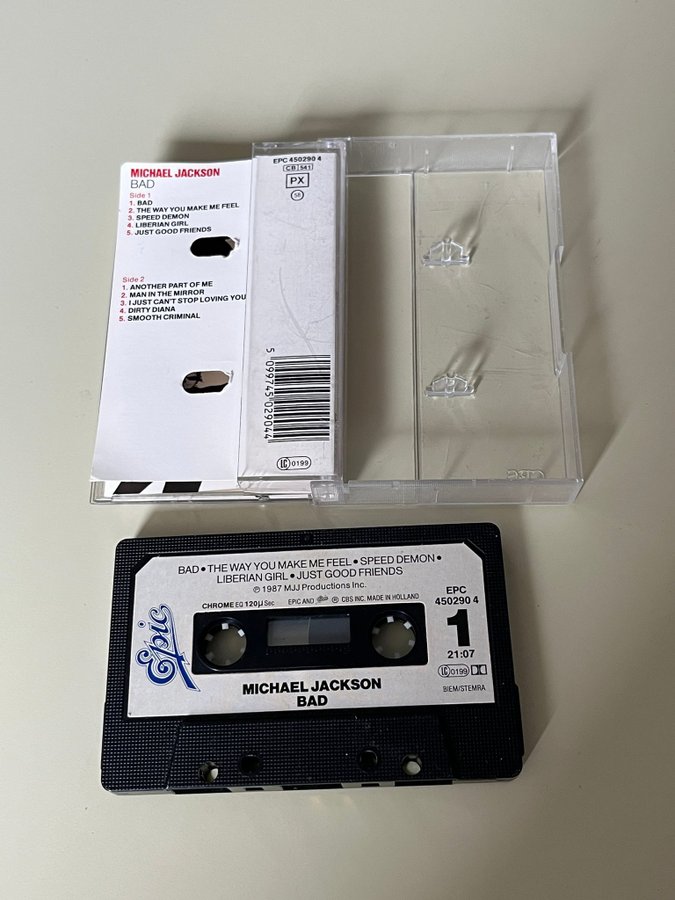 MICHAEL JACKSON
BAD
Side 1
1. BAD
2. THE WAY YOU MAKE ME FEEL
3. SPEED DEMON
4. LIBERIAN GIRL
5. JUST GOOD FRIENDS
Side 2
1. ANOTHER PART OF ME
2. MAN IN THE MIRROR
3. I JUST CAN'T STOP LOVING YOU
4. DIRTY DIANA
5. SMOOTH CRIMINAL
EPC 450290 4
CB 541
PX
5 099745 029044
LC 0199
BAD • THE WAY YOU MAKE ME FEEL • SPEED DEMON •
LIBERIAN GIRL • JUST GOOD FRIENDS
℗ 1987 MJJ Productions Inc.
CHROME EQ 120µ Sec
EPIC AND ® CBS INC. MADE IN HOLLAND
Epic
EPC
450290 4
1
21:07
LC 0199
BIEM/STEMRA
MICHAEL JACKSON
BAD